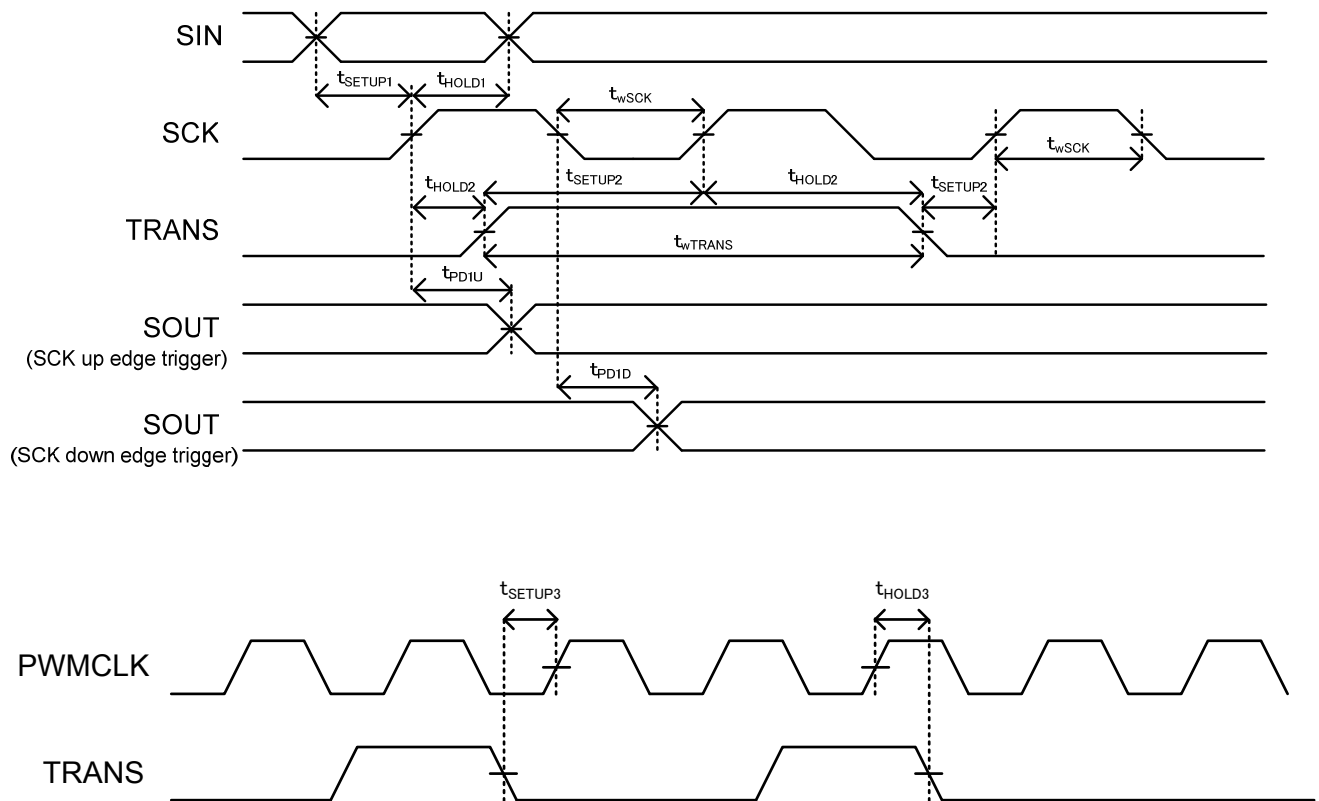 SIN
tSETUP1 tHOLD1 twSCK
SCK
twSCK
tHOLD2 tSETUP2 tHOLD2 tSETUP2
TRANS
twTRANS
tPD1U
SOUT
(SCK up edge trigger)
tPD1D
SOUT
(SCK down edge trigger)
tSETUP3 tHOLD3
PWMCLK
TRANS